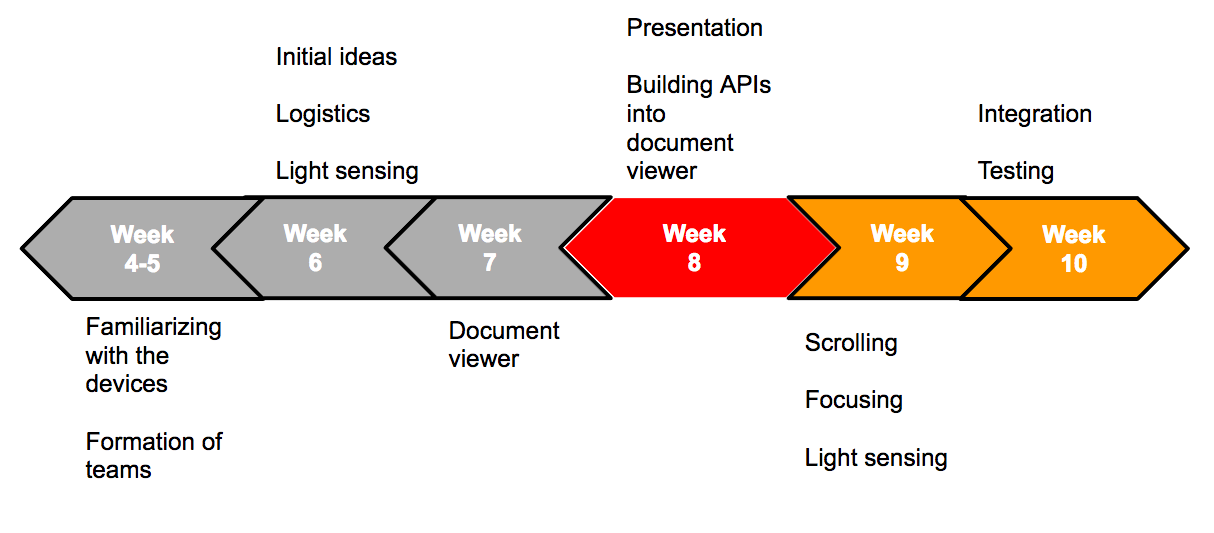 Presentation
Initial ideas
Building APIs
into
document
viewer
Logistics
Integration
Light sensing
Testing
Week
4-5
Week
6
Week
7
Week
8
Week
9
Week
10
Familiarizing
with the
devices
Formation of
teams
Document
viewer
Scrolling
Focusing
Light sensing